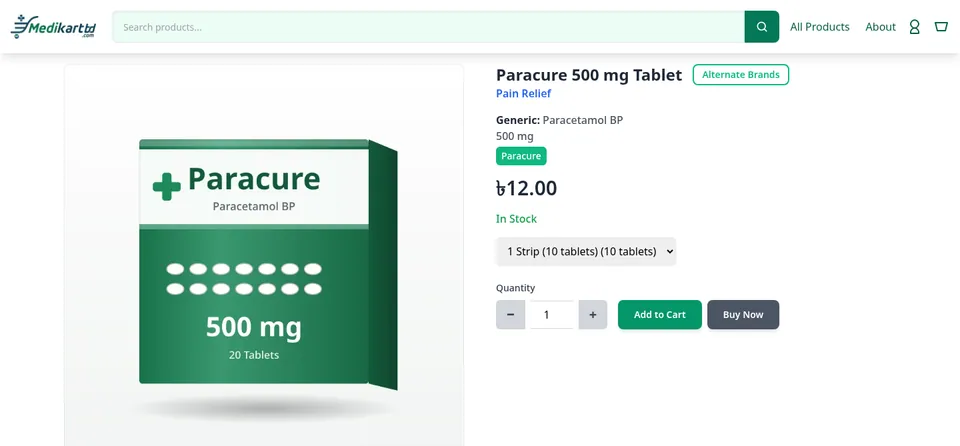 Medikartbd
.com
Search products...
All Products
About
Paracure
Paracetamol BP
500 mg
20 Tablets
Paracure 500 mg Tablet
Alternate Brands
Pain Relief
Generic: Paracetamol BP
500 mg
Paracure
৳12.00
In Stock
1 Strip (10 tablets) (10 tablets)
Quantity
− 1 +
Add to Cart
Buy Now